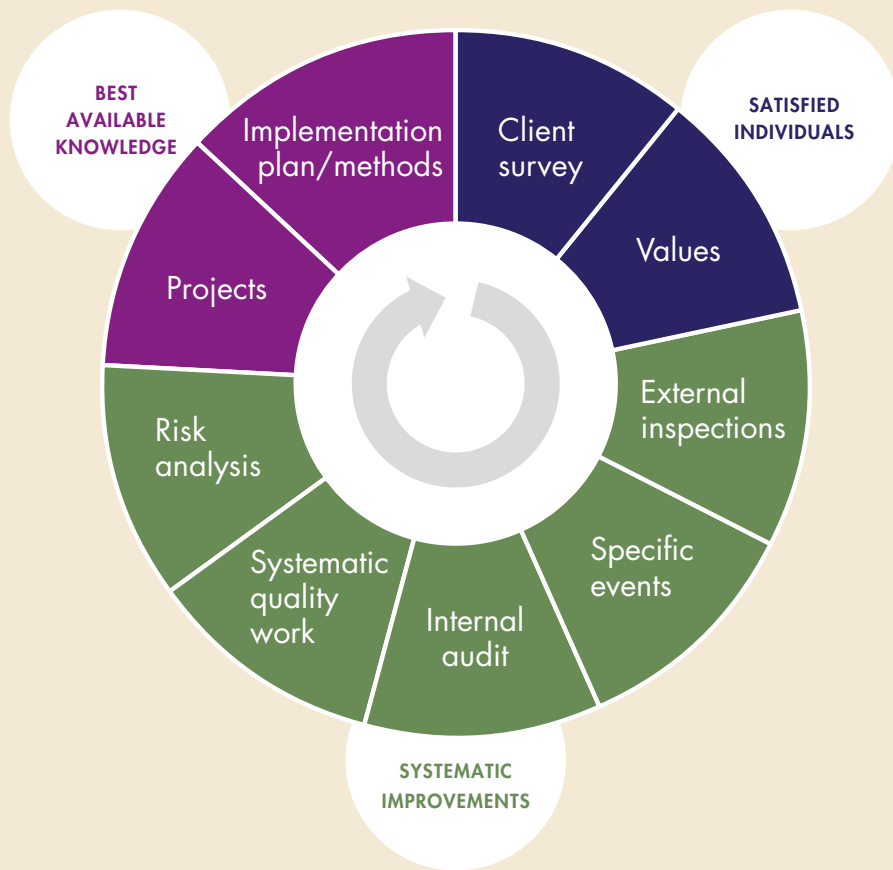 BEST
AVAILABLE
KNOWLEDGE
SATISFIED
INDIVIDUALS
Implementation
plan/methods
Client
survey
Values
Projects
External
inspections
Risk
analysis
Specific
events
Systematic
quality
work
Internal
audit
SYSTEMATIC
IMPROVEMENTS